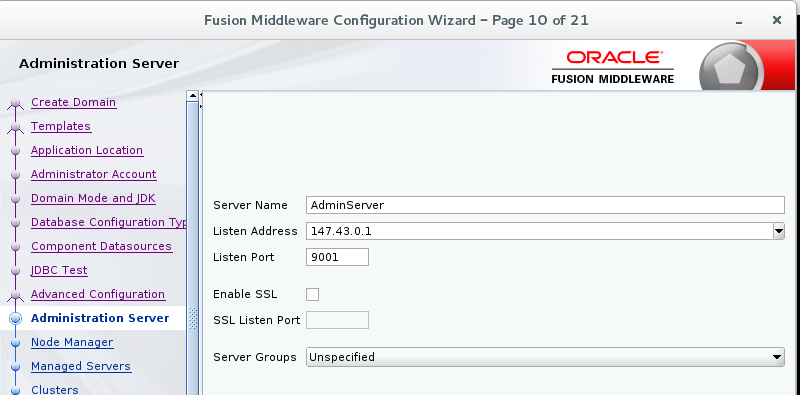 Fusion Middleware Configuration Wizard – Page 10 of 21
Administration Server
ORACLE
FUSION MIDDLEWARE
Create Domain
Templates
Application Location
Administrator Account
Domain Mode and JDK
Database Configuration Typ
Component Datasources
JDBC Test
Advanced Configuration
Administration Server
Node Manager
Managed Servers
Clusters
Server Name AdminServer
Listen Address 147.43.0.1
Listen Port 9001
Enable SSL
SSL Listen Port
Server Groups Unspecified